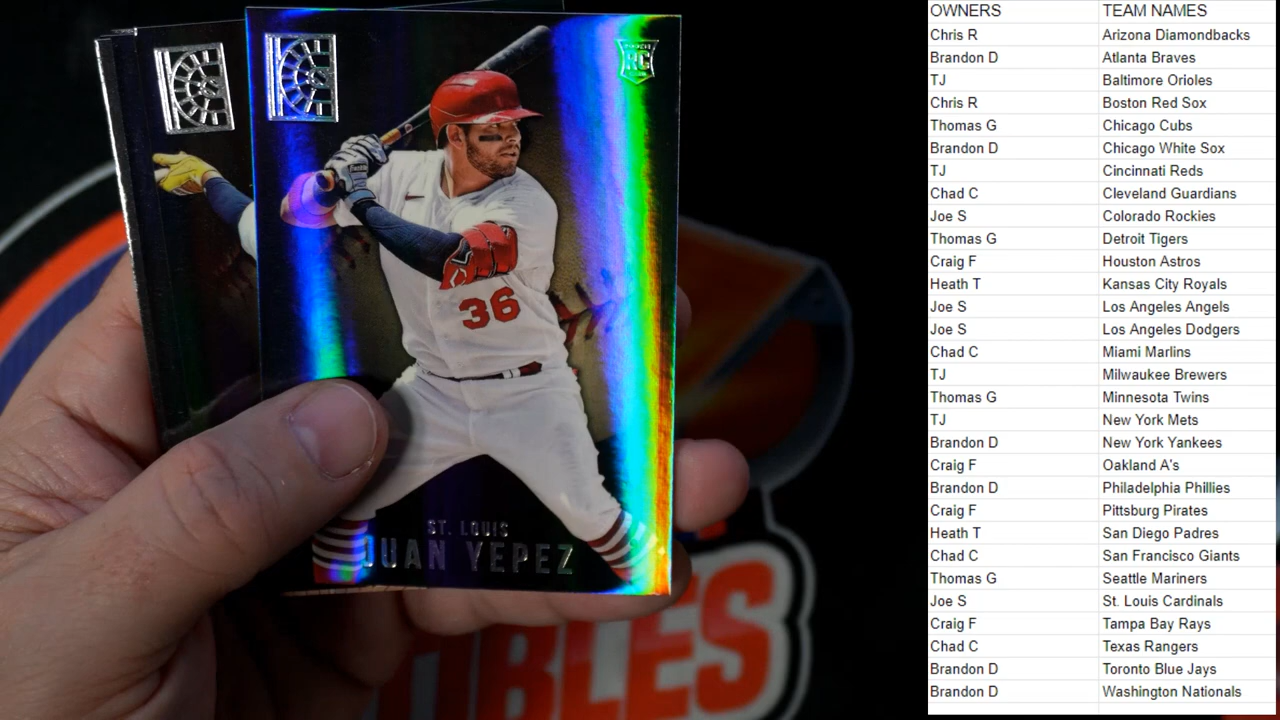 RC
36
ST. LOUIS
JUAN YEPEZ
IBLES
OWNERS TEAM NAMES
Chris R Arizona Diamondbacks
Brandon D Atlanta Braves
TJ Baltimore Orioles
Chris R Boston Red Sox
Thomas G Chicago Cubs
Brandon D Chicago White Sox
TJ Cincinnati Reds
Chad C Cleveland Guardians
Joe S Colorado Rockies
Thomas G Detroit Tigers
Craig F Houston Astros
Heath T Kansas City Royals
Joe S Los Angeles Angels
Joe S Los Angeles Dodgers
Chad C Miami Marlins
TJ Milwaukee Brewers
Thomas G Minnesota Twins
TJ New York Mets
Brandon D New York Yankees
Craig F Oakland A's
Brandon D Philadelphia Phillies
Craig F Pittsburg Pirates
Heath T San Diego Padres
Chad C San Francisco Giants
Thomas G Seattle Mariners
Joe S St. Louis Cardinals
Craig F Tampa Bay Rays
Chad C Texas Rangers
Brandon D Toronto Blue Jays
Brandon D Washington Nationals